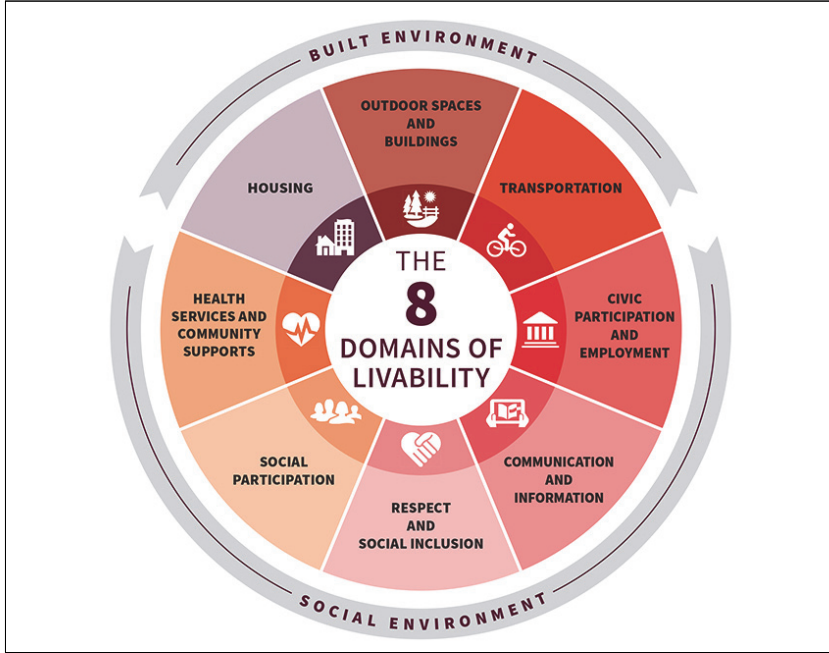 BUILT ENVIRONMENT
OUTDOOR SPACES
AND
BUILDINGS
TRANSPORTATION
CIVIC
PARTICIPATION
AND
EMPLOYMENT
COMMUNICATION
AND
INFORMATION
RESPECT
AND
SOCIAL INCLUSION
SOCIAL
PARTICIPATION
HEALTH
SERVICES AND
COMMUNITY
SUPPORTS
HOUSING
THE
8
DOMAINS OF
LIVABILITY
SOCIAL ENVIRONMENT